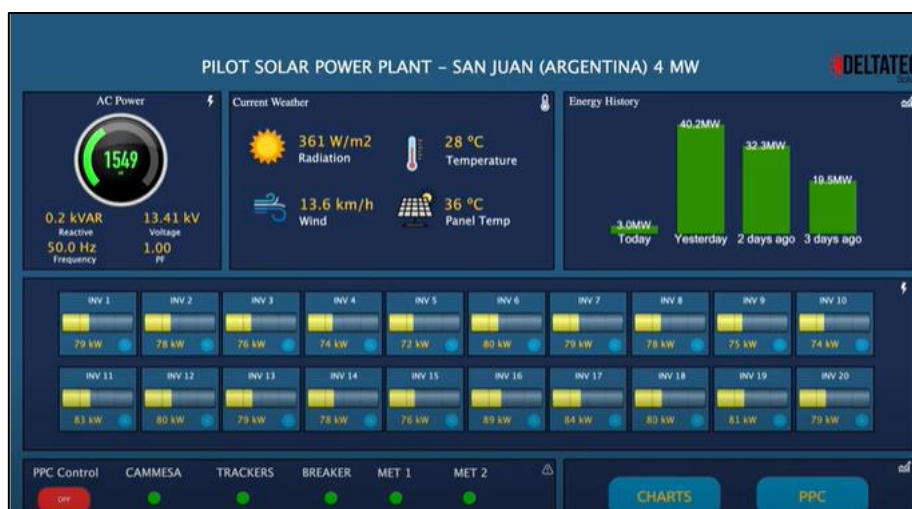 PILOT SOLAR POWER PLANT – SAN JUAN (ARGENTINA) 4 MW
AC Power
1549
0.2 kVAR
13.41 kV
Reactive
Voltage
50.0 Hz
1.00
Frequency
PF
Current Weather
361 W/m2
Radiation
28 ºC
Temperature
13.6 km/h
Wind
36 ºC
Panel Temp
Energy History
3.0MW
40.2MW
32.3MW
19.5MW
Today
Yesterday
2 days ago
3 days ago
INV 1
INV 2
INV 3
INV 4
INV 5
INV 6
INV 7
INV 8
INV 9
INV 10
79 kW
78 kW
76 kW
74 kW
72 kW
80 kW
79 kW
78 kW
75 kW
74 kW
INV 11
INV 12
INV 13
INV 14
INV 15
INV 16
INV 17
INV 18
INV 19
INV 20
83 kW
80 kW
79 kW
78 kW
76 kW
89 kW
84 kW
80 kW
81 kW
79 kW
PPC Control
CAMMESA
TRACKERS
BREAKER
MET 1
MET 2
OFF
CHARTS
PPC